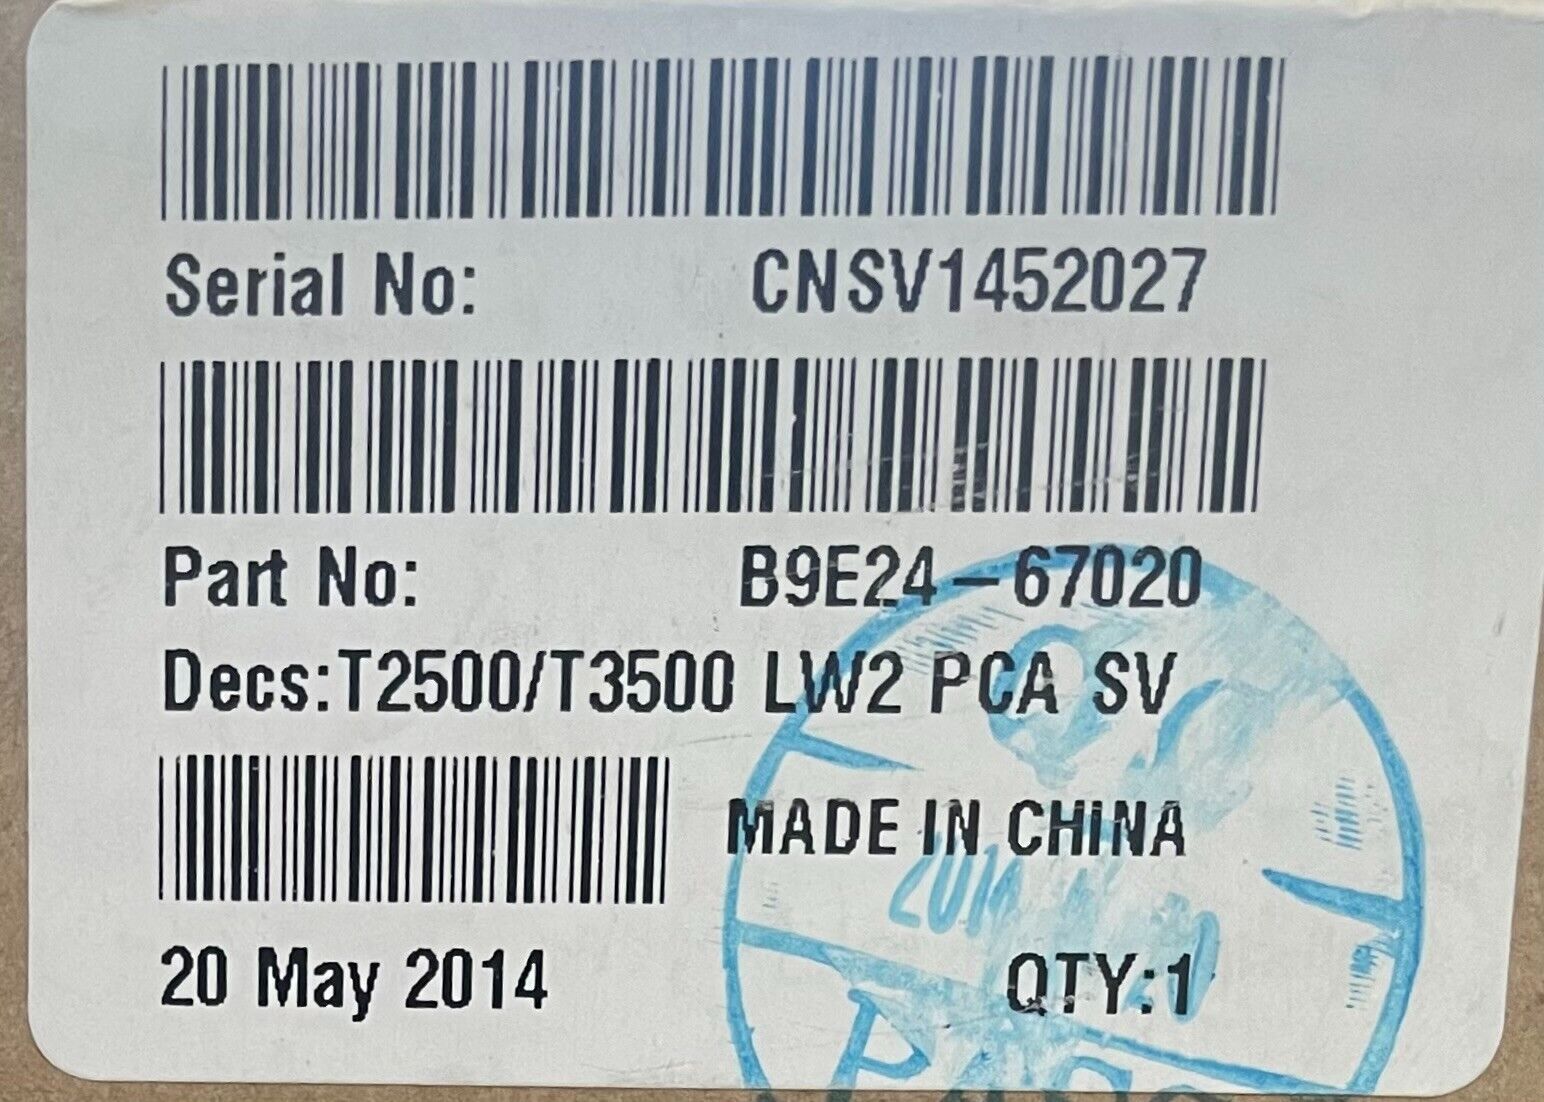 Serial No: CNSV1452027
Part No: B9E24-67020
Decs:T2500/T3500 LW2 PCA SV
MADE IN CHINA
2014
20 May 2014 QTY:1